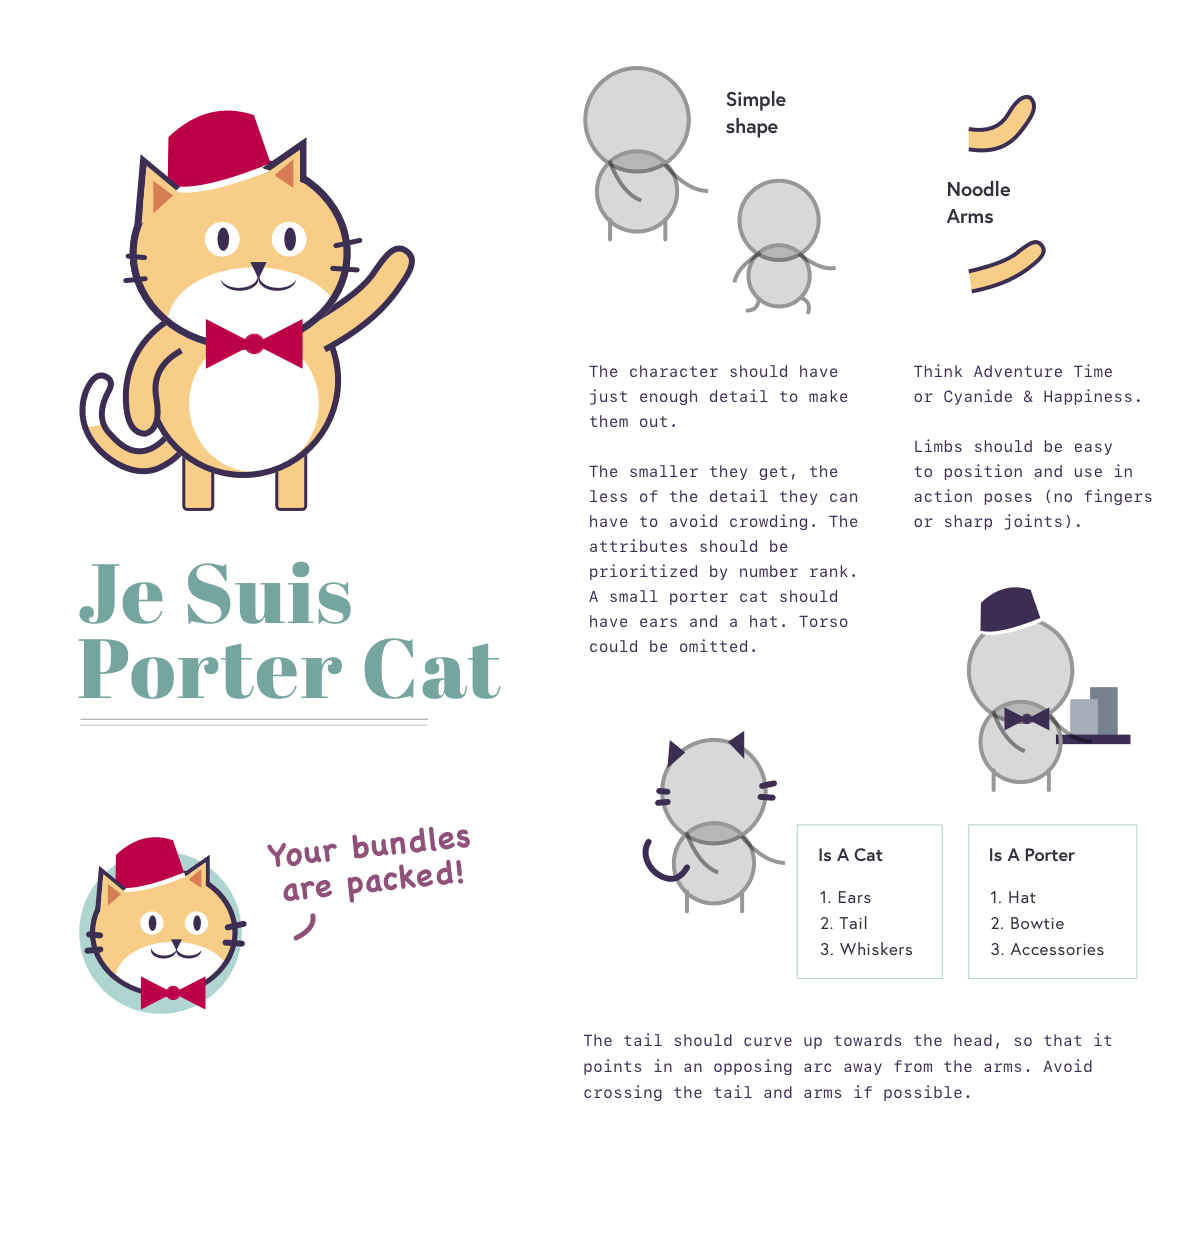 Je Suis
Porter Cat
Your bundles
are packed!
Simple
shape
Noodle
Arms
The character should have
just enough detail to make
them out.
The smaller they get, the
less of the detail they can
have to avoid crowding. The
attributes should be
prioritized by number rank.
A small porter cat should
have ears and a hat. Torso
could be omitted.
Think Adventure Time
or Cyanide & Happiness.
Limbs should be easy
to position and use in
action poses (no fingers
or sharp joints).
Is A Cat
1. Ears
2. Tail
3. Whiskers
Is A Porter
1. Hat
2. Bowtie
3. Accessories
The tail should curve up towards the head, so that it
points in an opposing arc away from the arms. Avoid
crossing the tail and arms if possible.